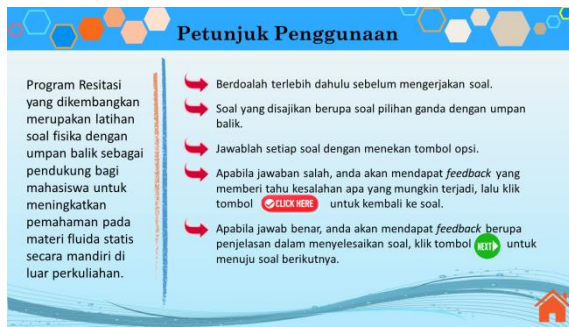 Petunjuk Penggunaan
Program Resitasi
yang dikembangkan
merupakan latihan
soal fisika dengan
umpan balik sebagai
pendukung bagi
mahasiswa untuk
meningkatkan
pemahaman pada
materi fluida statis
secara mandiri di
luar perkuliahan.
Berdoalah terlebih dahulu sebelum mengerjakan soal.
Soal yang disajikan berupa soal pilihan ganda dengan umpan
balik.
Jawablah setiap soal dengan menekan tombol opsi.
Apabila jawaban salah, anda akan mendapat feedback yang
memberi tahu kesalahan apa yang mungkin terjadi, lalu klik
tombol CLICK HERE untuk kembali ke soal.
Apabila jawab benar, anda akan mendapat feedback berupa
penjelasan dalam menyelesaikan soal, klik tombol NEXT untuk
menuju soal berikutnya.